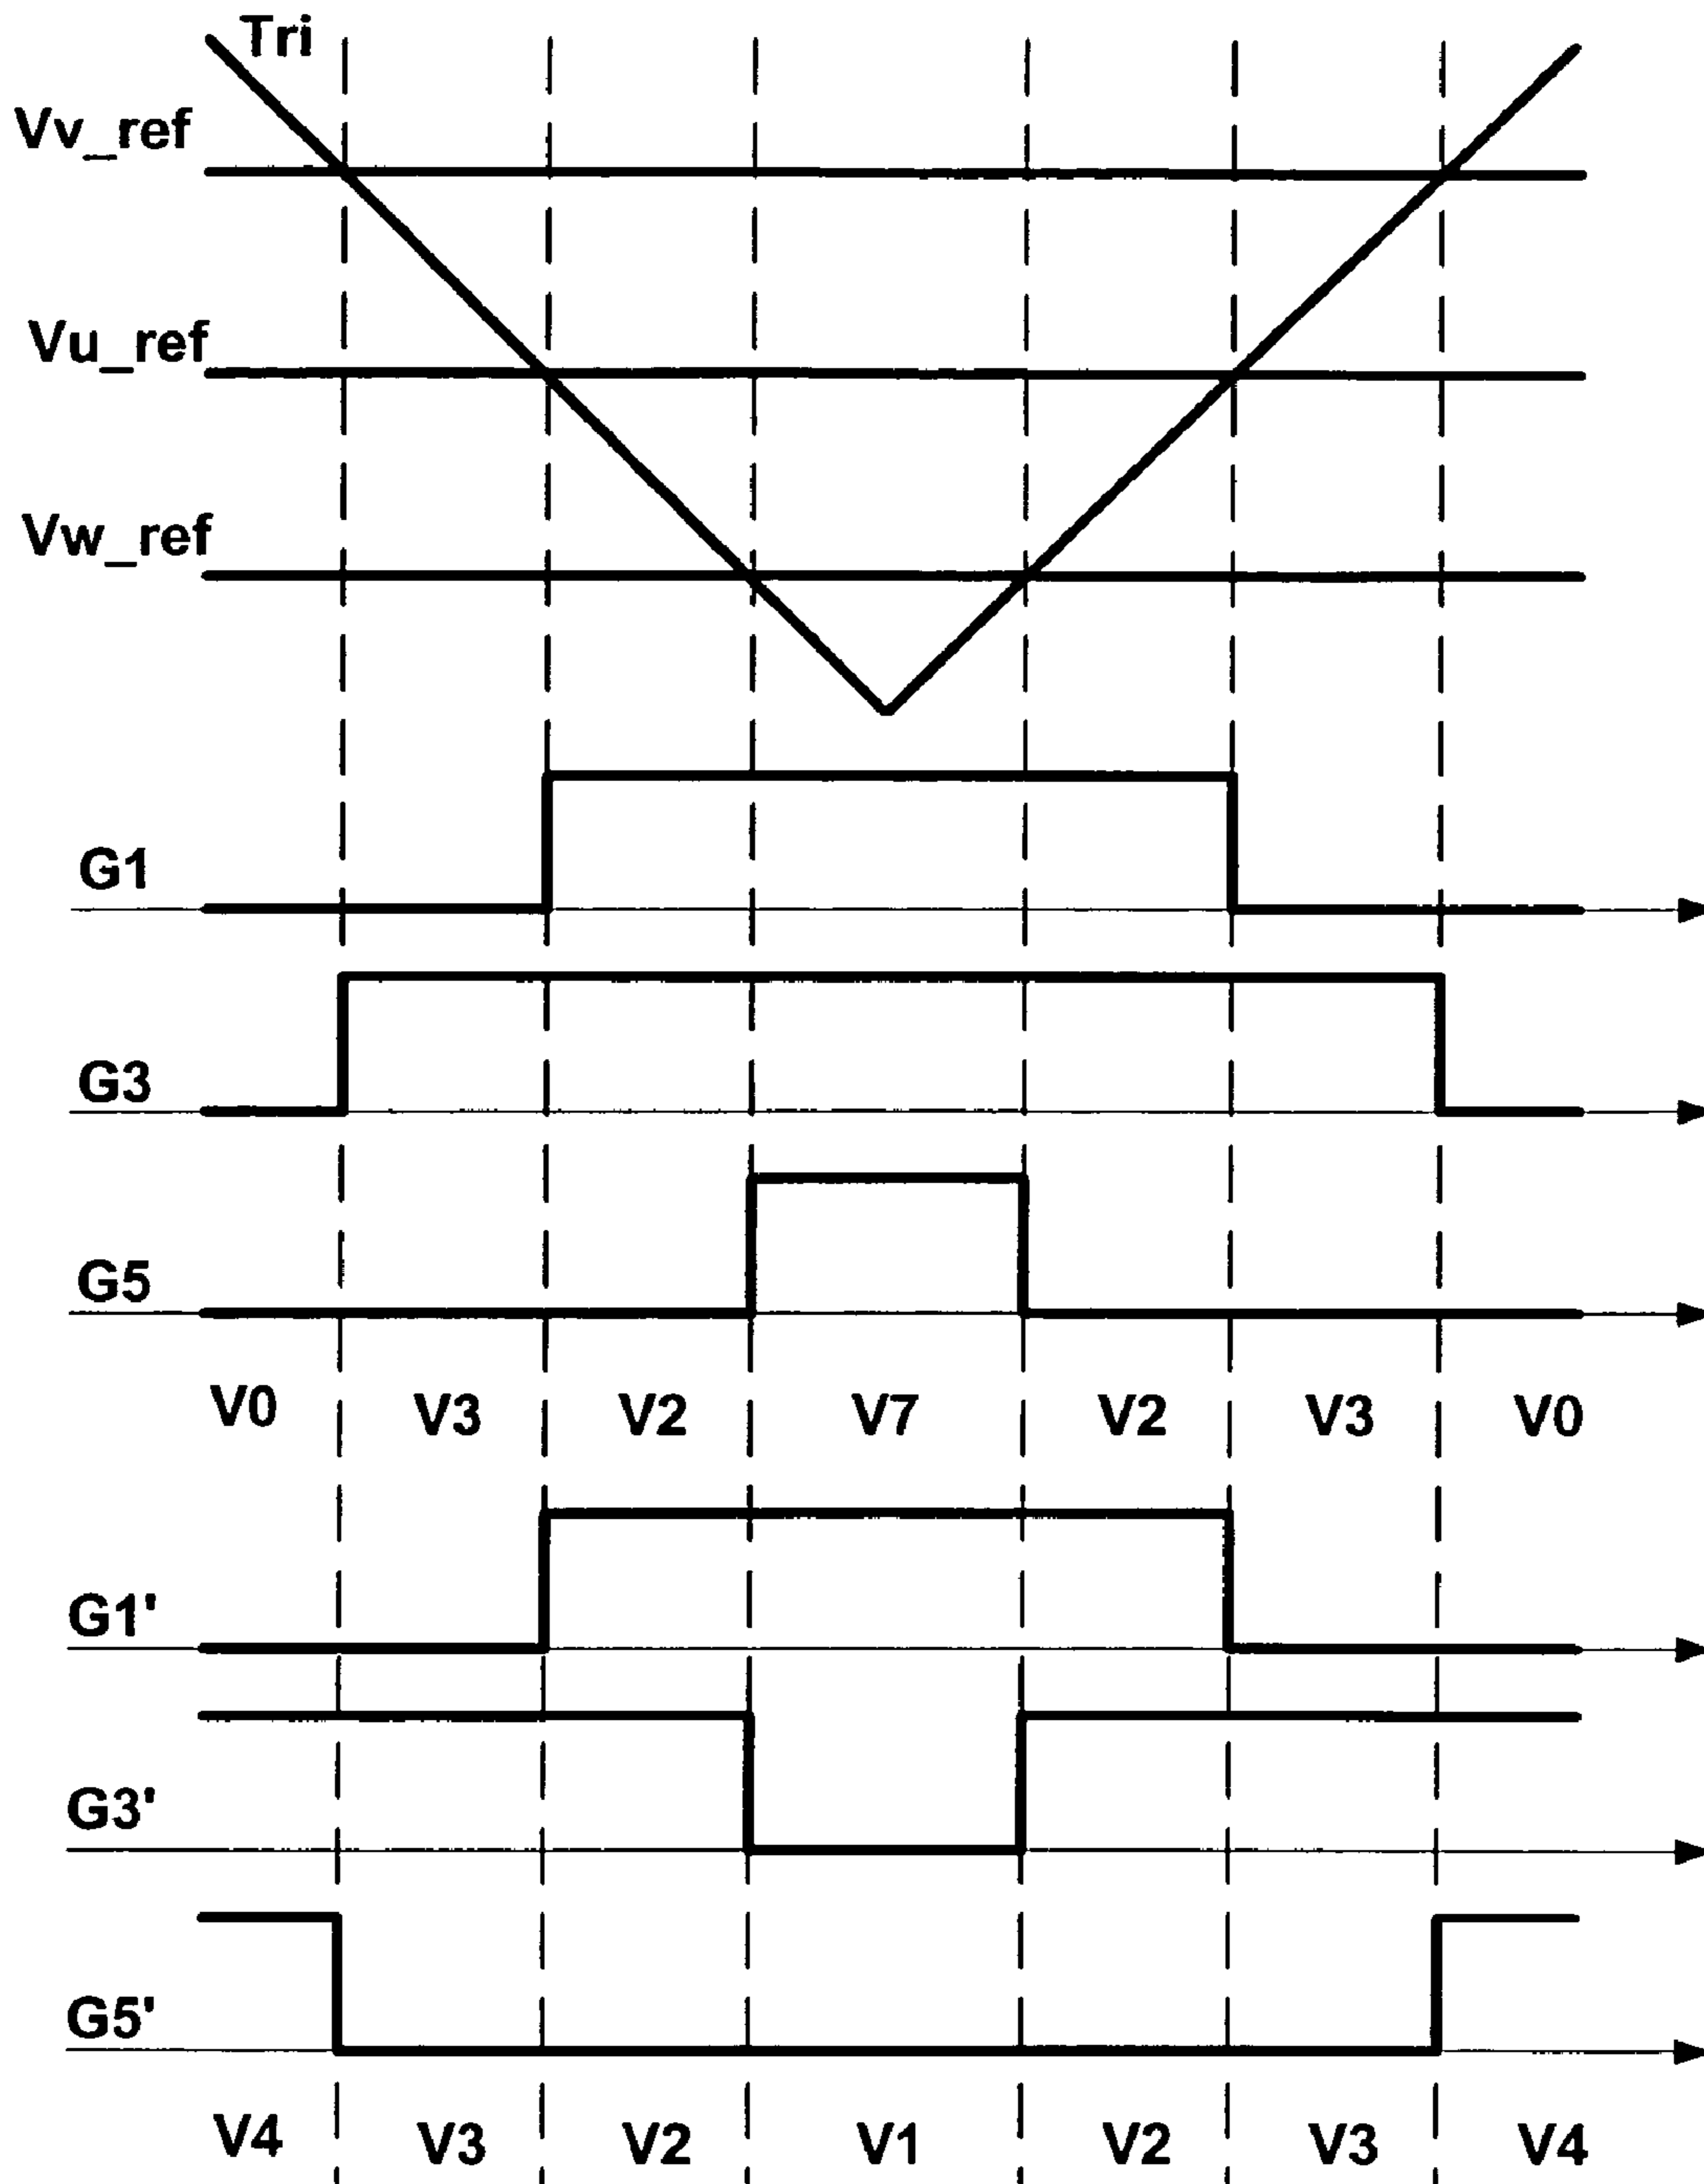 Tri
Vv_ref
Vu_ref
Vw_ref
G1
G3
G5
V0 V3 V2 V7 V2 V3 V0
G1'
G3'
G5'
V4 V3 V2 V1 V2 V3 V4